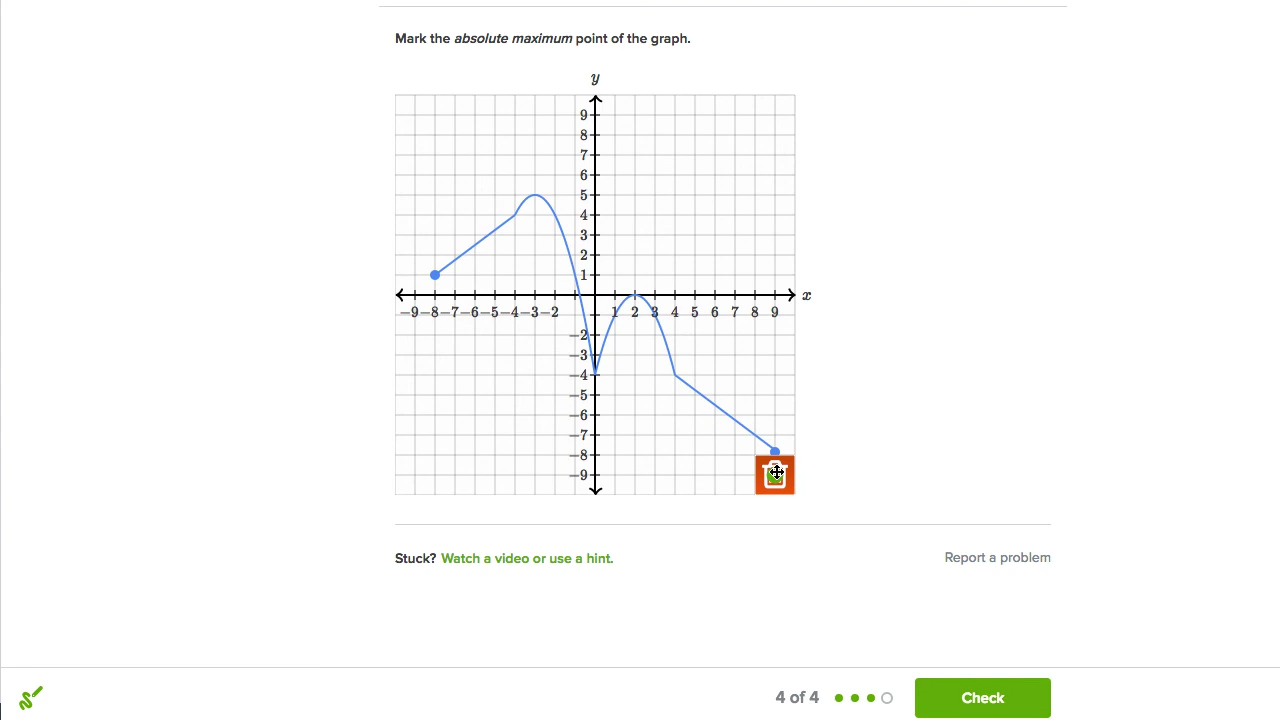 Mark the absolute maximum point of the graph.
y
9
8
7
6
5
4
3
2
1
x
−9 −8 −7 −6 −5 −4 −3 −2 1 2 3 4 5 6 7 8 9
−2
−3
−4
−5
−6
−7
−8
−9
Stuck? Watch a video or use a hint.
Report a problem
4 of 4
Check